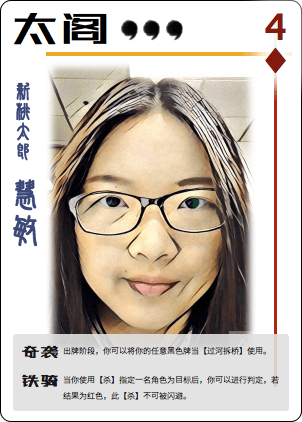 太阁 4
新桃太郎
慧敏
奇袭 出牌阶段，你可以将你的任意黑色牌当【过河拆桥】使用。
铁骑 当你使用【杀】指定一名角色为目标后，你可以进行判定，若
结果为红色，此【杀】不可被闪避。